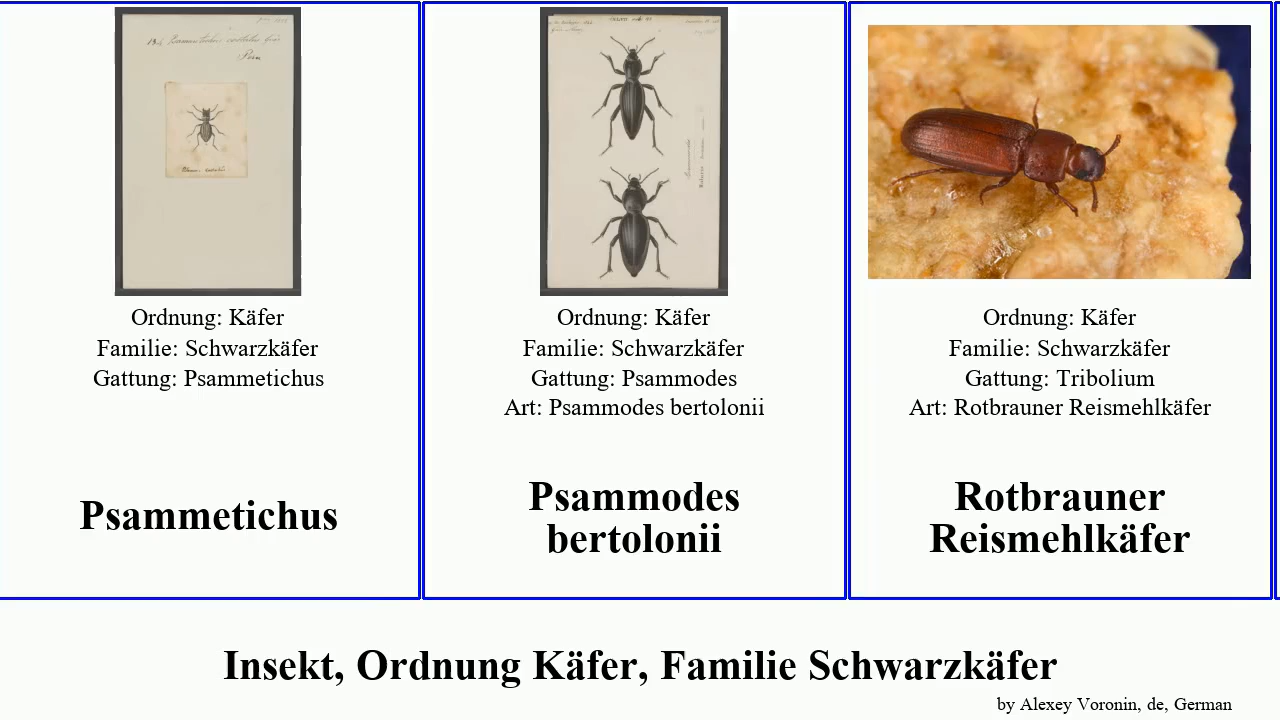 Peru
Ordnung: Käfer
Familie: Schwarzkäfer
Gattung: Psammetichus
Psammetichus
Ordnung: Käfer
Familie: Schwarzkäfer
Gattung: Psammodes
Art: Psammodes bertolonii
Psammodes
bertolonii
Ordnung: Käfer
Familie: Schwarzkäfer
Gattung: Tribolium
Art: Rotbrauner Reismehlkäfer
Rotbrauner
Reismehlkäfer
Insekt, Ordnung Käfer, Familie Schwarzkäfer
by Alexey Voronin, de, German